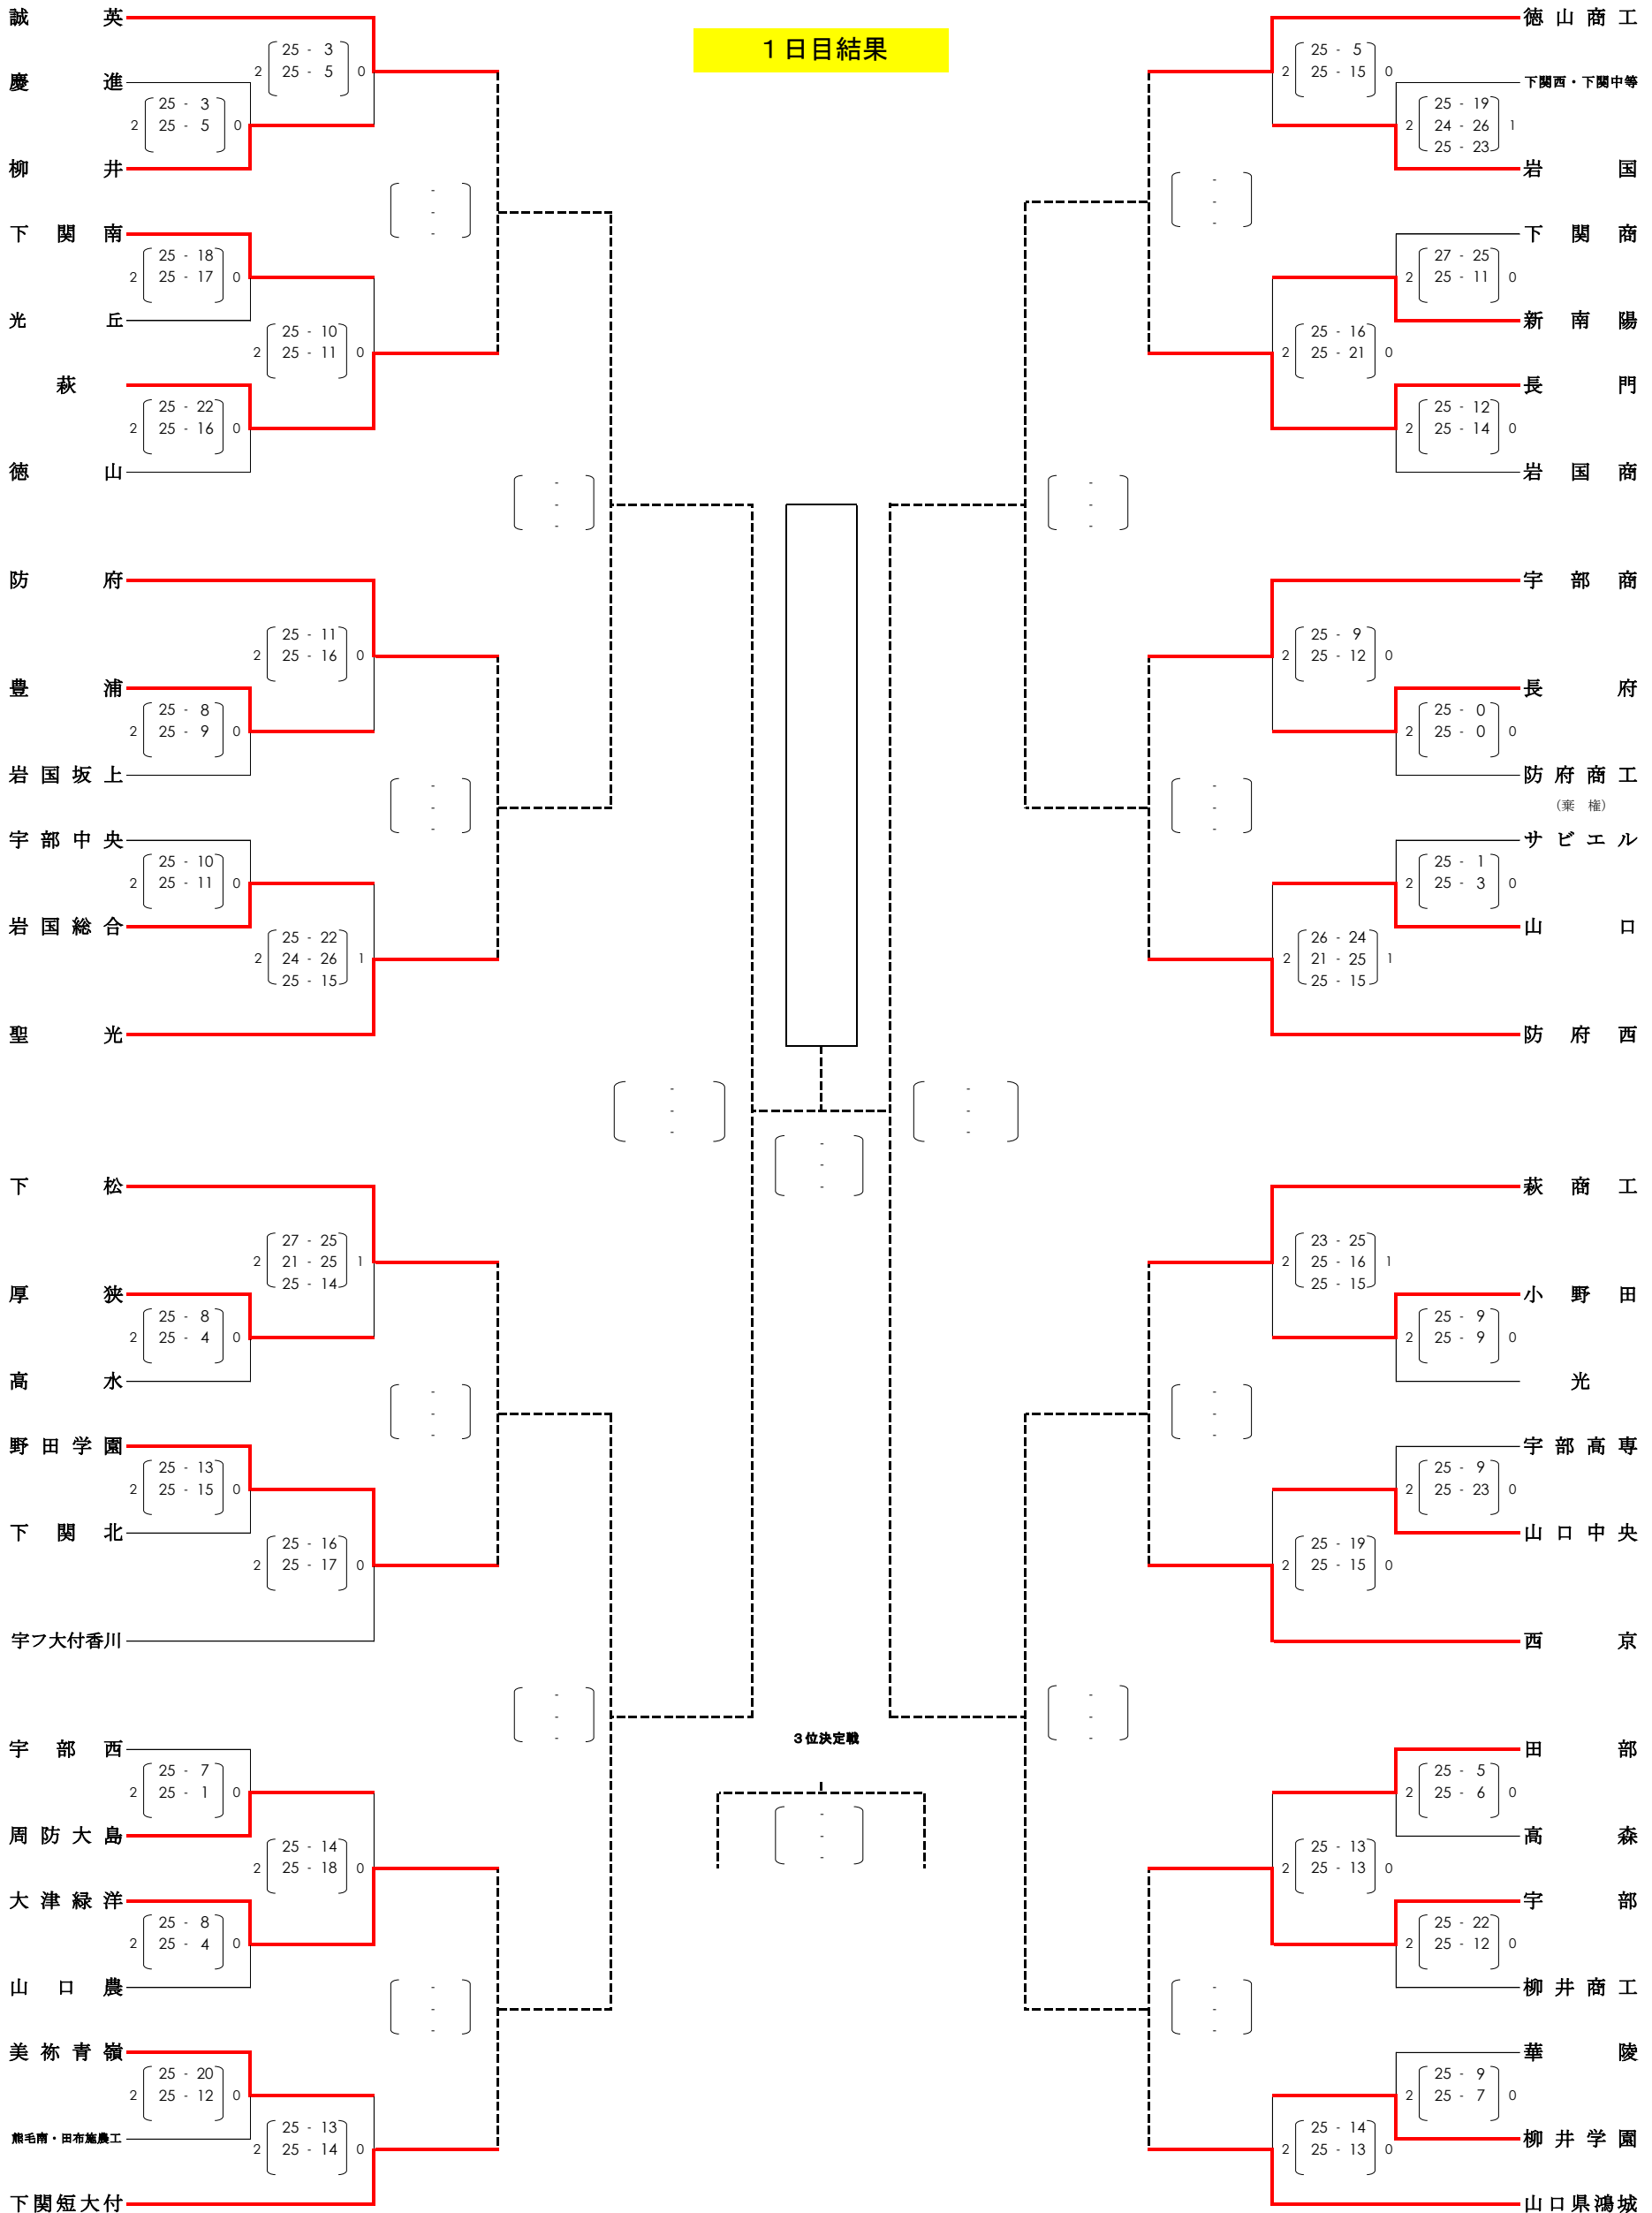 １日目結果
誠英
25 - 3
2 25 - 5 0
慶進
25 - 3
2 25 - 5 0
柳井
-
-
-
下関南
25 - 18
2 25 - 17 0
光丘
25 - 10
2 25 - 11 0
萩
25 - 22
2 25 - 16 0
徳山
-
-
-
防府
25 - 11
2 25 - 16 0
豊浦
25 - 8
2 25 - 9 0
岩国坂上
-
-
-
宇部中央
25 - 10
2 25 - 11 0
岩国総合
25 - 22
2 24 - 26 1
25 - 15
聖光
-
-
-
下松
27 - 25
2 21 - 25 1
25 - 14
厚狭
25 - 8
2 25 - 4 0
高水
-
-
-
野田学園
25 - 13
2 25 - 15 0
下関北
25 - 16
2 25 - 17 0
宇フ大付香川
-
-
-
宇部西
25 - 7
2 25 - 1 0
周防大島
25 - 14
2 25 - 18 0
大津緑洋
25 - 8
2 25 - 4 0
山口農
-
-
-
美祢青嶺
25 - 20
2 25 - 12 0
熊毛南・田布施農工
25 - 13
2 25 - 14 0
下関短大付
-
-
-
３位決定戦
-
-
-
徳山商工
25 - 5
2 25 - 15 0
下関西・下関中等
25 - 19
2 24 - 26 1
25 - 23
岩国
-
-
-
下関商
27 - 25
2 25 - 11 0
新南陽
25 - 16
2 25 - 21 0
長門
25 - 12
2 25 - 14 0
岩国商
-
-
-
宇部商
25 - 9
2 25 - 12 0
長府
25 - 0
2 25 - 0 0
防府商工
（棄権）
-
-
-
サビエル
25 - 1
2 25 - 3 0
山口
26 - 24
2 21 - 25 1
25 - 15
防府西
-
-
-
萩商工
23 - 25
2 25 - 16 1
25 - 15
小野田
25 - 9
2 25 - 9 0
光
-
-
-
宇部高専
25 - 9
2 25 - 23 0
山口中央
25 - 19
2 25 - 15 0
西京
-
-
-
田部
25 - 5
2 25 - 6 0
高森
25 - 13
2 25 - 13 0
宇部
25 - 22
2 25 - 12 0
柳井商工
-
-
-
華陵
25 - 9
2 25 - 7 0
柳井学園
25 - 14
2 25 - 13 0
山口県鴻城